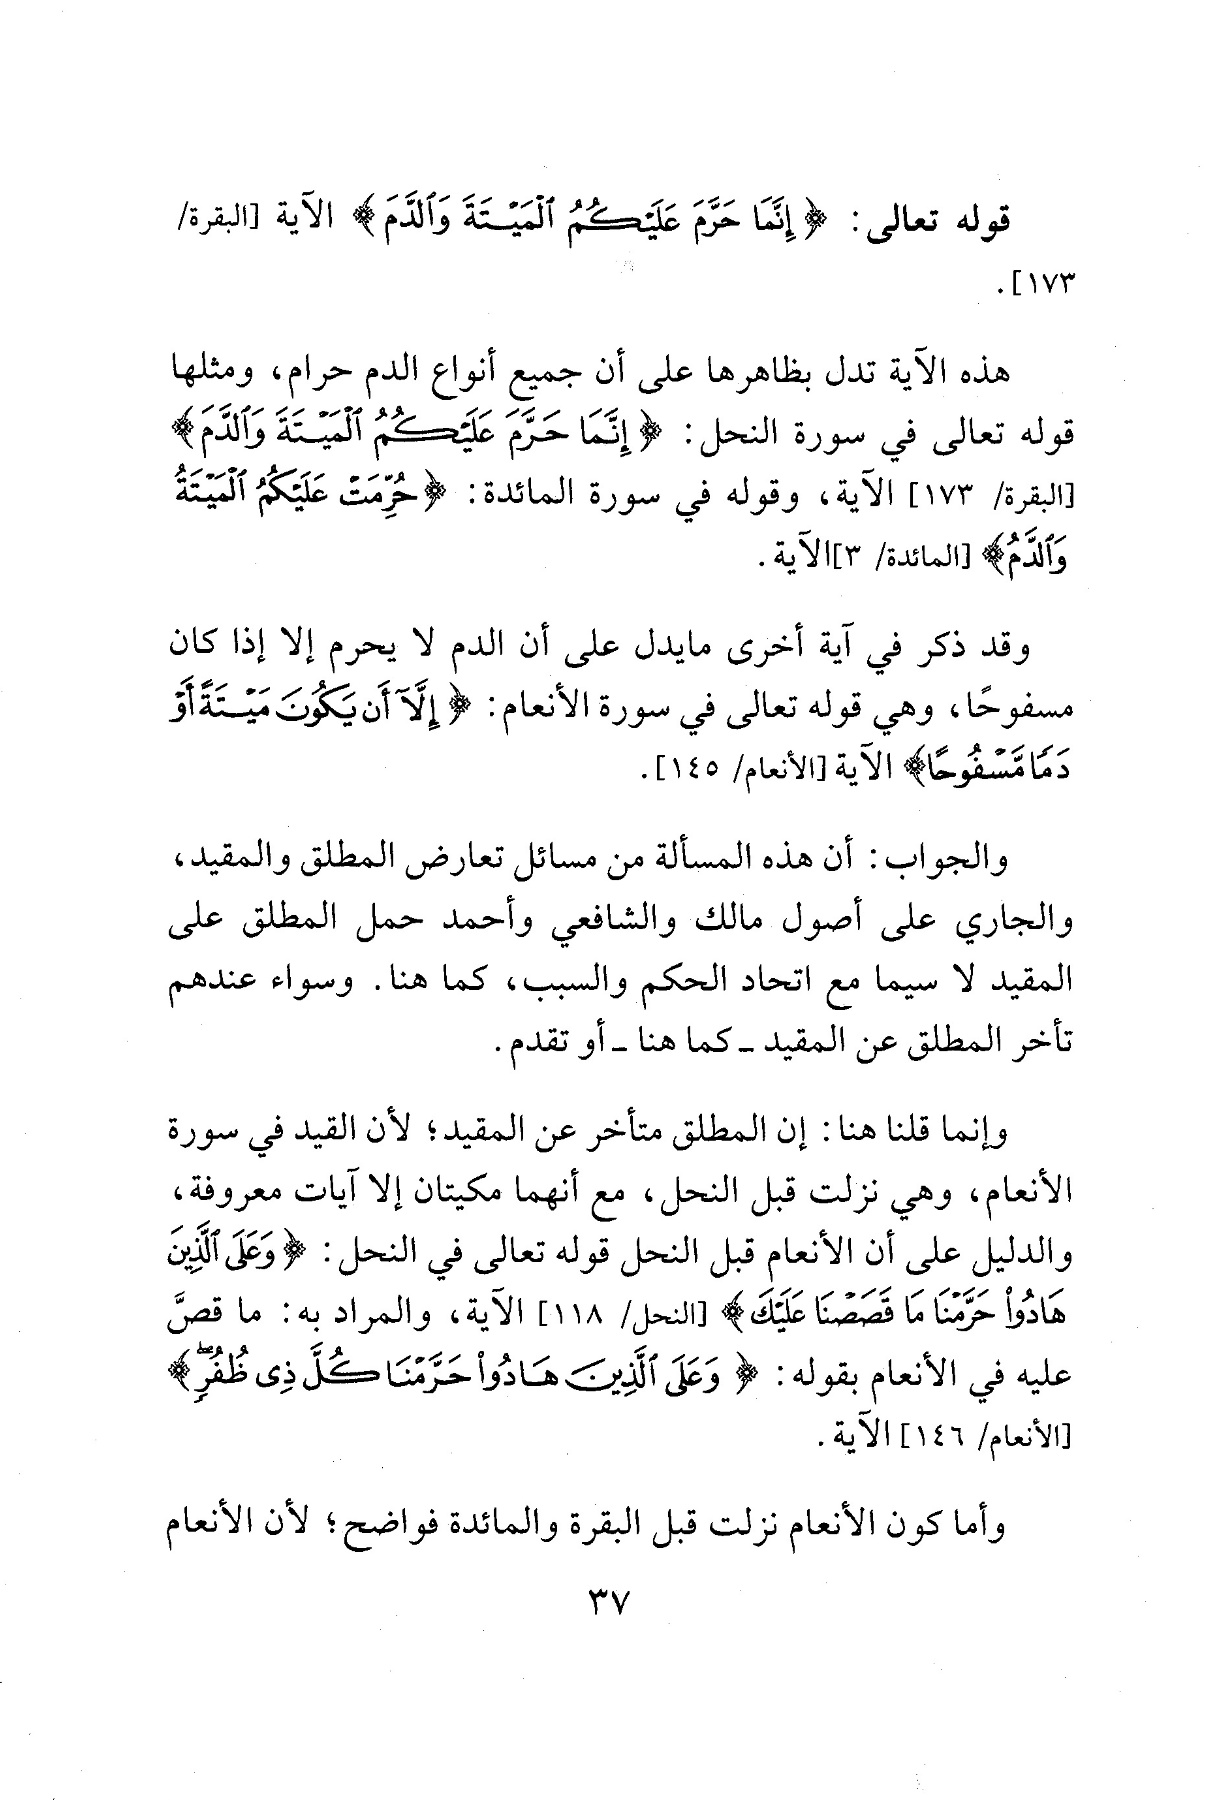 قوله تعالى: ﴿إِنَّمَا حَرَّمَ عَلَيْكُمُ ٱلْمَيْتَةَ وَٱلدَّمَ﴾ الآية [البقرة/
١٧٣].
هذه الآية تدل بظاهرها على أن جميع أنواع الدم حرام، ومثلها
قوله تعالى في سورة النحل: ﴿إِنَّمَا حَرَّمَ عَلَيْكُمُ ٱلْمَيْتَةَ وَٱلدَّمَ﴾
[البقرة/ ١٧٣] الآية، وقوله في سورة المائدة: ﴿حُرِّمَتْ عَلَيْكُمُ ٱلْمَيْتَةُ
وَٱلدَّمُ﴾ [المائدة/ ٣]الآية.
وقد ذكر في آية أخرى مايدل على أن الدم لا يحرم إلا إذا كان
مسفوحًا، وهي قوله تعالى في سورة الأنعام: ﴿إِلَّآ أَن يَكُونَ مَيْتَةً أَوْ
دَمًا مَّسْفُوحًا﴾ الآية [الأنعام/ ١٤٥].
والجواب: أن هذه المسألة من مسائل تعارض المطلق والمقيد،
والجاري على أصول مالك والشافعي وأحمد حمل المطلق على
المقيد لا سيما مع اتحاد الحكم والسبب، كما هنا. وسواء عندهم
تأخر المطلق عن المقيد ـ كما هنا ـ أو تقدم.
وإنما قلنا هنا: إن المطلق متأخر عن المقيد؛ لأن القيد في سورة
الأنعام، وهي نزلت قبل النحل، مع أنهما مكيتان إلا آيات معروفة،
والدليل على أن الأنعام قبل النحل قوله تعالى في النحل: ﴿وَعَلَى ٱلَّذِينَ
هَادُواْ حَرَّمْنَا مَا قَصَصْنَا عَلَيْكَ﴾ [النحل/ ١١٨] الآية، والمراد به: ما قصَّ
عليه في الأنعام بقوله: ﴿وَعَلَى ٱلَّذِينَ هَادُواْ حَرَّمْنَا كُلَّ ذِى ظُفُرٍۖ﴾
[الأنعام/ ١٤٦] الآية.
وأما كون الأنعام نزلت قبل البقرة والمائدة فواضح؛ لأن الأنعام
٣٧